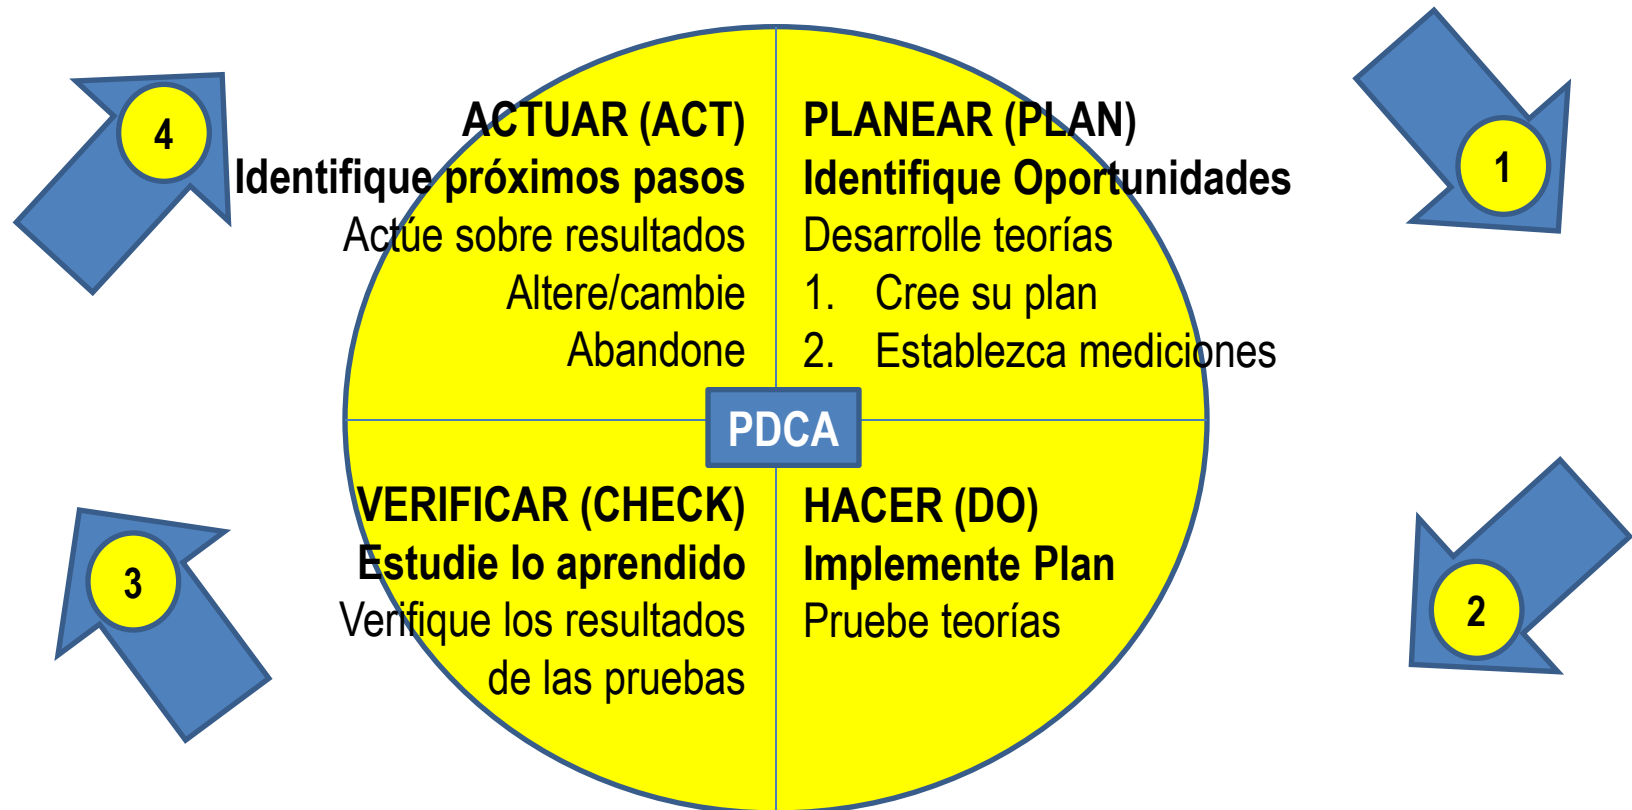 4
ACTUAR (ACT)
Identifique próximos pasos
Actúe sobre resultados
Altere/cambie
Abandone
PLANEAR (PLAN)
Identifique Oportunidades
Desarrolle teorías
1. Cree su plan
2. Establezca mediciones
1
PDCA
3
VERIFICAR (CHECK)
Estudie lo aprendido
Verifique los resultados
de las pruebas
HACER (DO)
Implemente Plan
Pruebe teorías
2